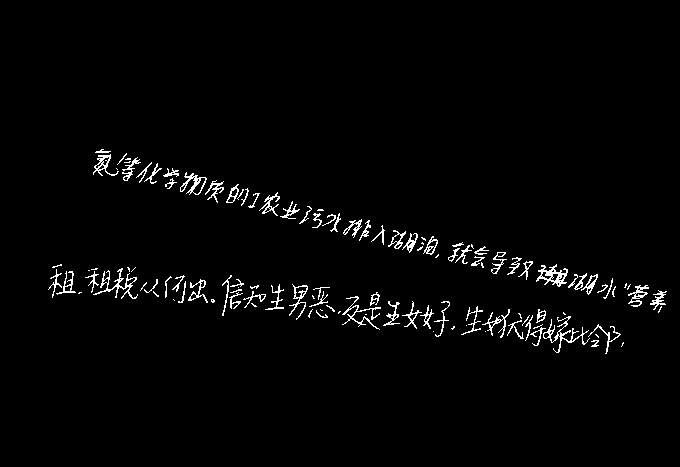 氮等化学物质的工农业污水排入湖泊,就会导致湖水"营养
租,租税从何出。信知生男恶,反是生女好,生女犹得嫁比邻,